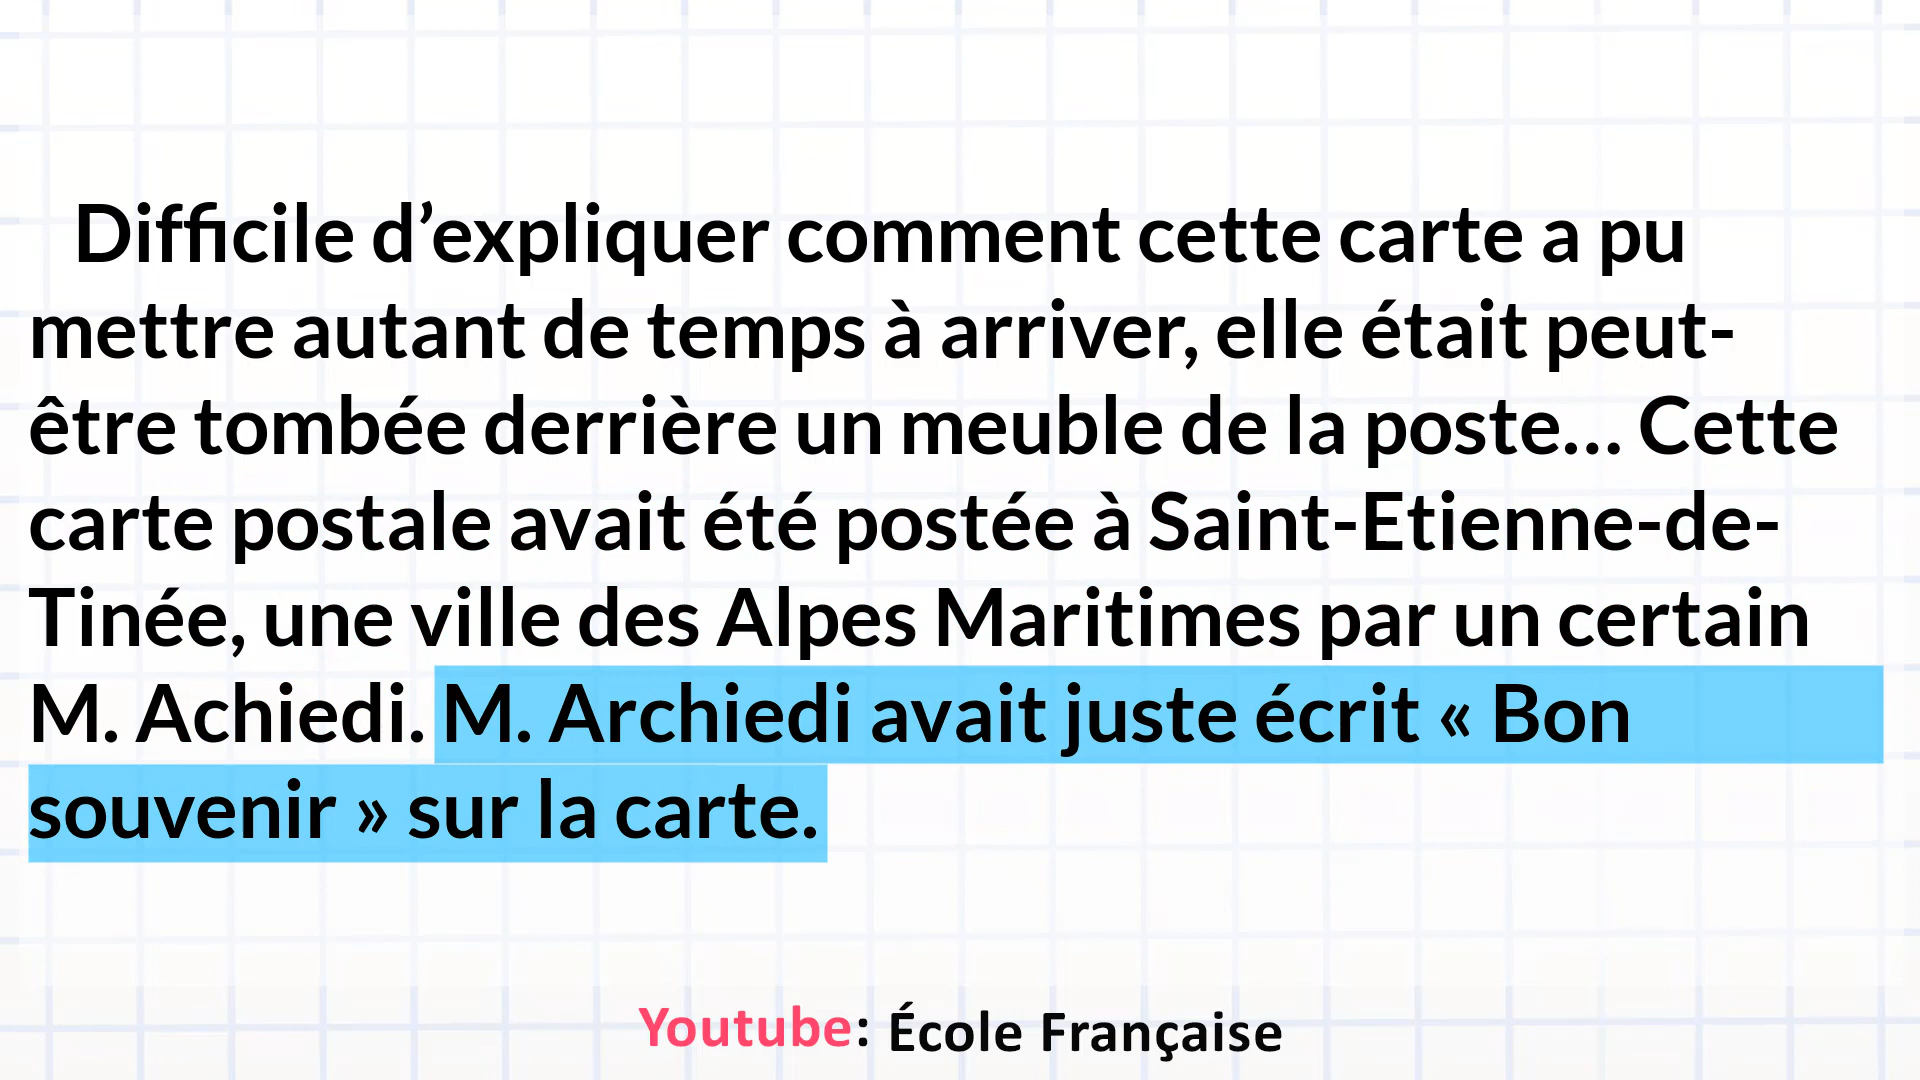 Difficile d’expliquer comment cette carte a pu
mettre autant de temps à arriver, elle était peut-
être tombée derrière un meuble de la poste… Cette
carte postale avait été postée à Saint-Etienne-de-
Tinée, une ville des Alpes Maritimes par un certain
M. Achiedi. M. Archiedi avait juste écrit « Bon
souvenir » sur la carte.
Youtube: École Française